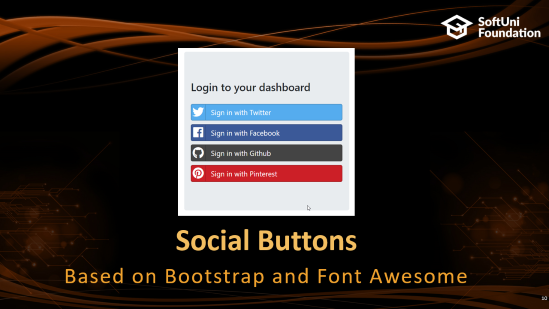 SoftUni
Foundation
Login to your dashboard
Sign in with Twitter
Sign in with Facebook
Sign in with Github
Sign in with Pinterest
Social Buttons
Based on Bootstrap and Font Awesome
10